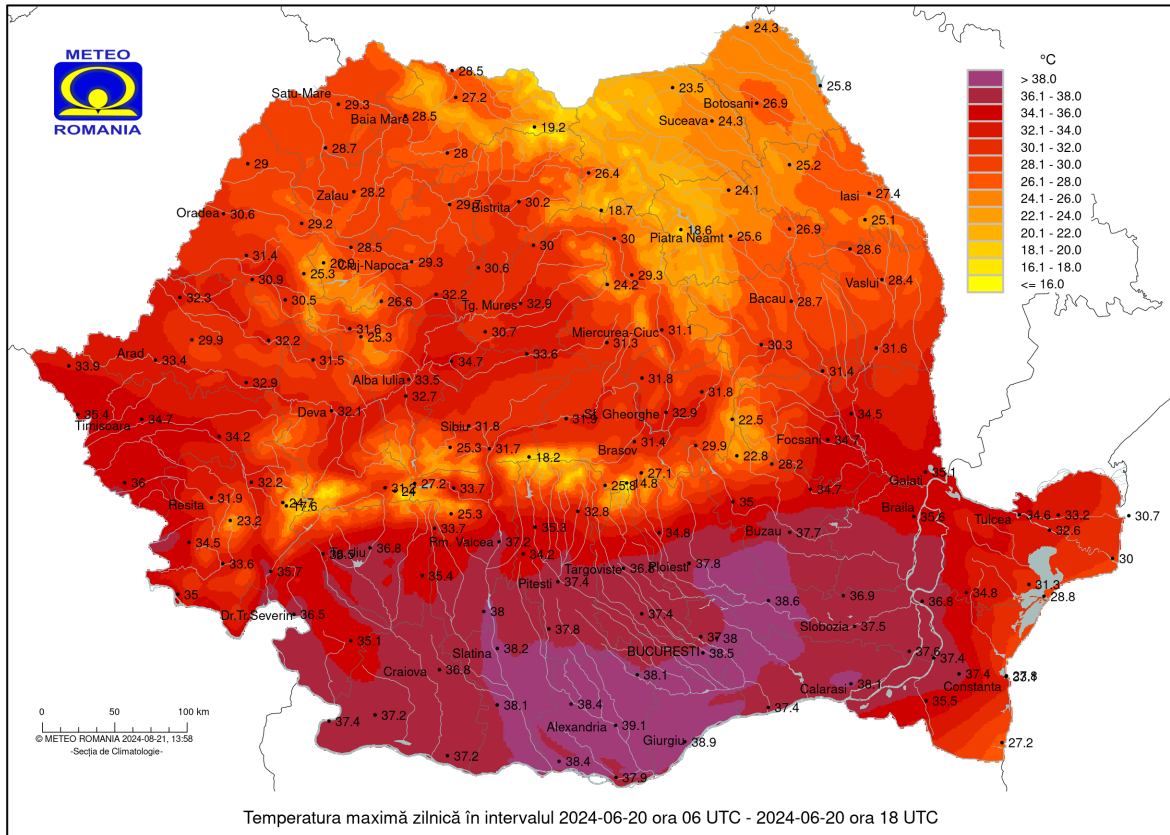 METEO
ROMANIA
°C
> 38.0
36.1 - 38.0
34.1 - 36.0
32.1 - 34.0
30.1 - 32.0
28.1 - 30.0
26.1 - 28.0
24.1 - 26.0
22.1 - 24.0
20.1 - 22.0
18.1 - 20.0
16.1 - 18.0
<= 16.0
24.3
28.5
25.8
Satu-Mare
29.3
27.2
23.5
Botosani 26.9
Baia Mare 28.5
19.2
Suceava 24.3
28.7
28
29
26.4
25.2
Zalau 28.2
24.1
Iasi 27.4
29.7
Bistrita 30.2
Oradea 30.6
18.7
25.1
29.2
18.6
26.9
30
Piatra Neamt 25.6
28.5
30
28.6
31.4
Cluj-Napoca 29.3
30.6
25.3
29.3
30.9
24.2
Vaslui 28.4
32.3
30.5
26.6
32.2
Tg. Mures 32.9
Bacau 28.7
31.6
30.7
Miercurea-Ciuc 31.1
25.3
29.9
32.2
31.3
30.3
31.6
Arad 33.4
31.5
34.7
33.6
33.9
31.4
32.9
Alba Iulia 33.5
31.8
32.7
31.8
35.4
Timisoara 34.7
Deva 32.1
31.9
Sf. Gheorghe 32.9
22.5
34.5
34.2
Sibiu 31.8
Focsani 34.7
25.3
31.7
Brasov 31.4
29.9
18.2
22.8
28.2
35.1
36
32.2
27.2
33.7
27.1
25.8
14.8
Galati
24
34.7
Resita 31.9
24.7
17.6
23.2
25.3
32.8
35
Braila 35.6
Tulcea 34.6
33.2
30.7
32.6
33.7
35.3
34.8
Buzau 37.7
34.5
Rm. Valcea 37.2
Tg. Jiu 36.8
34.2
30
33.6
35.7
35.4
Targoviste 36.8
Ploiesti 37.8
Pitesti 37.4
31.3
35
34.8
28.8
38.6
36.9
36.8
Dr.Tr.Severin 36.5
38
37.4
37.8
Slobozia 37.5
35.1
37
38
Slatina 38.2
BUCURESTI 38.5
37.6
37.4
Craiova 36.8
38.1
37.4
Calarasi 38.1
Constanta
35.5
38.1
38.4
37.4
37.4
37.2
Alexandria 39.1
Giurgiu 38.9
27.2
37.2
38.4
37.9
0 50 100 km
© METEO ROMANIA 2024-08-21, 13:58
-Secția de Climatologie-
Temperatura maximă zilnică în intervalul 2024-06-20 ora 06 UTC - 2024-06-20 ora 18 UTC